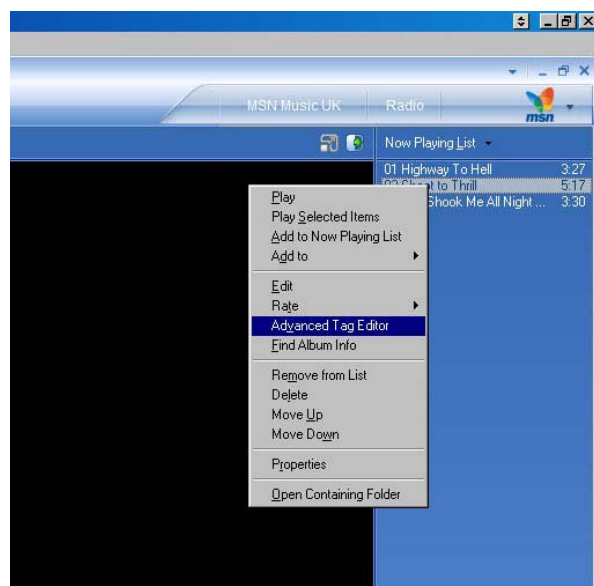 MSN Music UK
Radio
msn
Now Playing List
01 Highway To Hell 3:27
to Thrill 5:17
Shook Me All Night ... 3:30
Play
Play Selected Items
Add to Now Playing List
Add to
Edit
Rate
Advanced Tag Editor
Find Album Info
Remove from List
Delete
Move Up
Move Down
Properties
Open Containing Folder